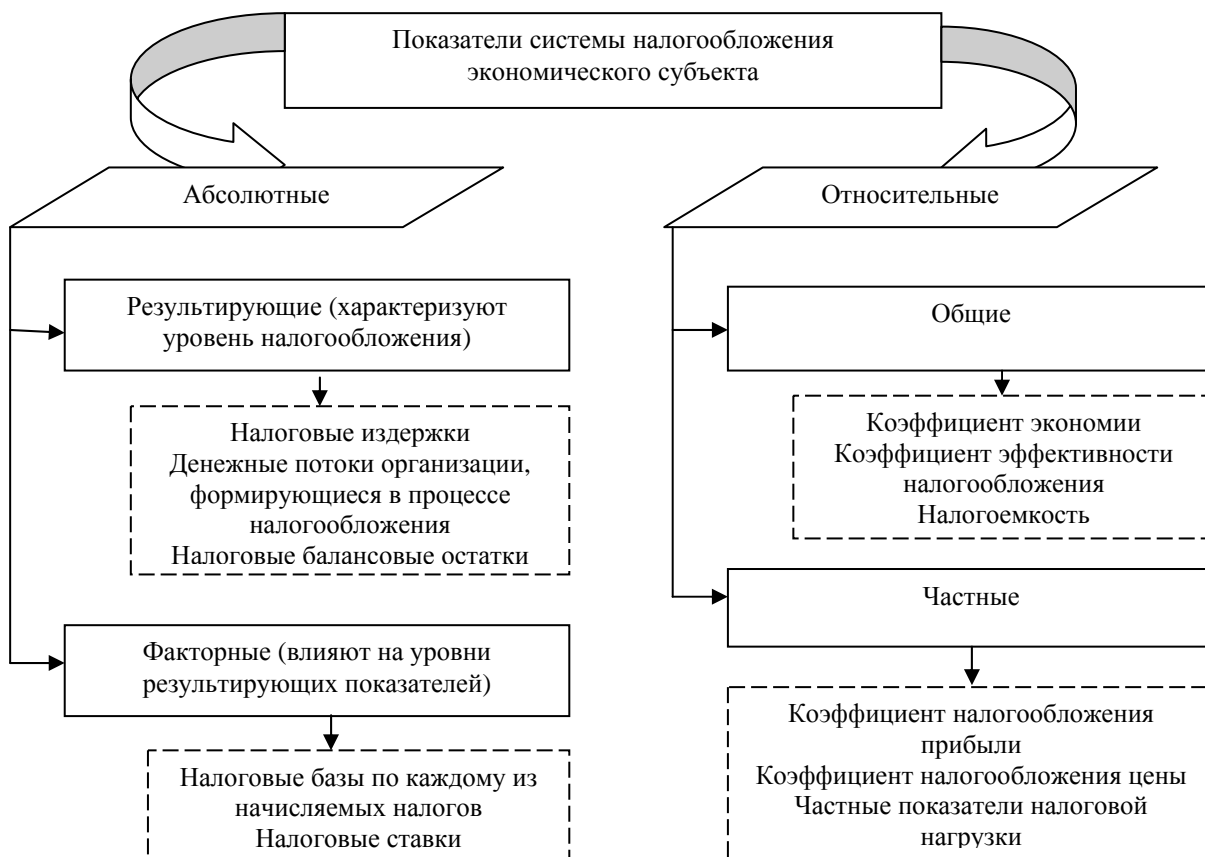 Показатели системы налогообложения
экономического субъекта
Абсолютные
Относительные
Результирующие (характеризуют
уровень налогообложения)
Общие
Налоговые издержки
Денежные потоки организации,
формирующиеся в процессе
налогообложения
Налоговые балансовые остатки
Коэффициент экономии
Коэффициент эффективности
налогообложения
Налогоемкость
Факторные (влияют на уровни
результирующих показателей)
Частные
Налоговые базы по каждому из
начисляемых налогов
Налоговые ставки
Коэффициент налогообложения
прибыли
Коэффициент налогообложения цены
Частные показатели налоговой
нагрузки